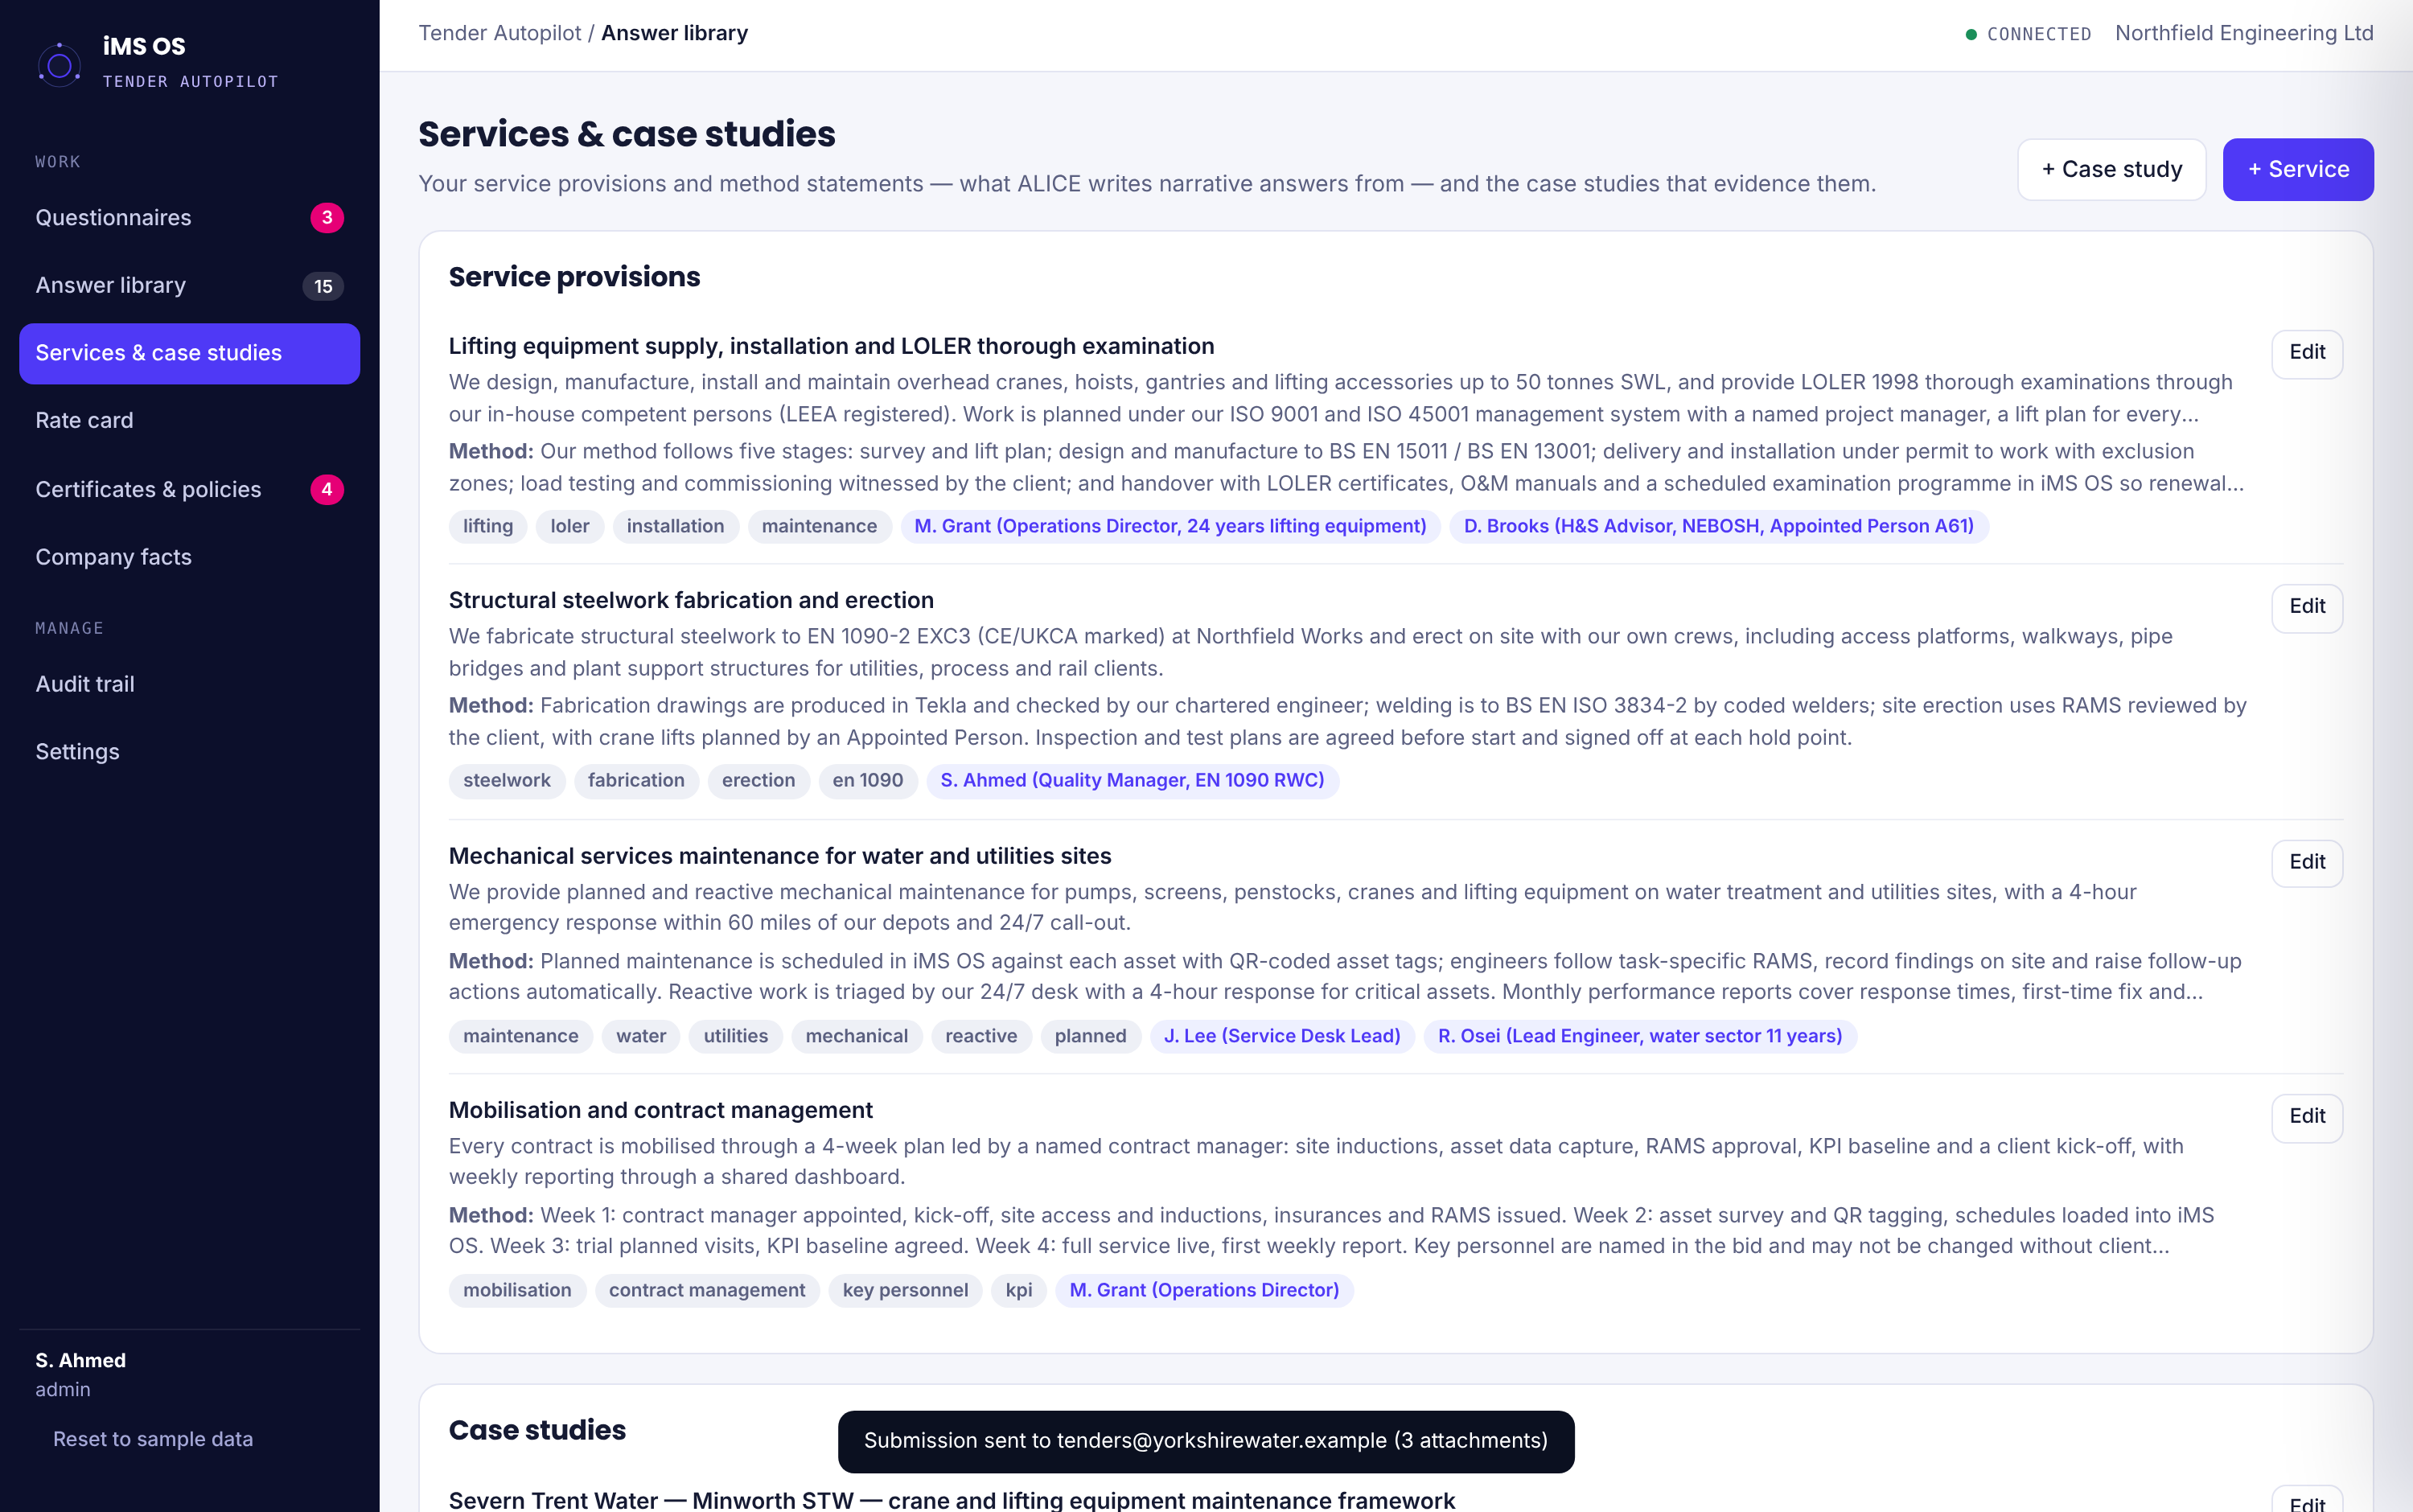 iMS OS
TENDER AUTOPILOT
WORK
Questionnaires 3
Answer library 15
Services & case studies
Rate card
Certificates & policies 4
Company facts
MANAGE
Audit trail
Settings
S. Ahmed
admin
Reset to sample data
Tender Autopilot / Answer library
CONNECTED Northfield Engineering Ltd
Services & case studies
Your service provisions and method statements — what ALICE writes narrative answers from — and the case studies that evidence them.
+ Case study
+ Service
Service provisions
Lifting equipment supply, installation and LOLER thorough examination
Edit
We design, manufacture, install and maintain overhead cranes, hoists, gantries and lifting accessories up to 50 tonnes SWL, and provide LOLER 1998 thorough examinations through
our in-house competent persons (LEEA registered). Work is planned under our ISO 9001 and ISO 45001 management system with a named project manager, a lift plan for every...
Method: Our method follows five stages: survey and lift plan; design and manufacture to BS EN 15011 / BS EN 13001; delivery and installation under permit to work with exclusion
zones; load testing and commissioning witnessed by the client; and handover with LOLER certificates, O&M manuals and a scheduled examination programme in iMS OS so renewal...
lifting loler installation maintenance M. Grant (Operations Director, 24 years lifting equipment) D. Brooks (H&S Advisor, NEBOSH, Appointed Person A61)
Structural steelwork fabrication and erection
Edit
We fabricate structural steelwork to EN 1090-2 EXC3 (CE/UKCA marked) at Northfield Works and erect on site with our own crews, including access platforms, walkways, pipe
bridges and plant support structures for utilities, process and rail clients.
Method: Fabrication drawings are produced in Tekla and checked by our chartered engineer; welding is to BS EN ISO 3834-2 by coded welders; site erection uses RAMS reviewed by
the client, with crane lifts planned by an Appointed Person. Inspection and test plans are agreed before start and signed off at each hold point.
steelwork fabrication erection en 1090 S. Ahmed (Quality Manager, EN 1090 RWC)
Mechanical services maintenance for water and utilities sites
Edit
We provide planned and reactive mechanical maintenance for pumps, screens, penstocks, cranes and lifting equipment on water treatment and utilities sites, with a 4-hour
emergency response within 60 miles of our depots and 24/7 call-out.
Method: Planned maintenance is scheduled in iMS OS against each asset with QR-coded asset tags; engineers follow task-specific RAMS, record findings on site and raise follow-up
actions automatically. Reactive work is triaged by our 24/7 desk with a 4-hour response for critical assets. Monthly performance reports cover response times, first-time fix and...
maintenance water utilities mechanical reactive planned J. Lee (Service Desk Lead) R. Osei (Lead Engineer, water sector 11 years)
Mobilisation and contract management
Edit
Every contract is mobilised through a 4-week plan led by a named contract manager: site inductions, asset data capture, RAMS approval, KPI baseline and a client kick-off, with
weekly reporting through a shared dashboard.
Method: Week 1: contract manager appointed, kick-off, site access and inductions, insurances and RAMS issued. Week 2: asset survey and QR tagging, schedules loaded into iMS
OS. Week 3: trial planned visits, KPI baseline agreed. Week 4: full service live, first weekly report. Key personnel are named in the bid and may not be changed without client...
mobilisation contract management key personnel kpi M. Grant (Operations Director)
Case studies
Submission sent to tenders@yorkshirewater.example (3 attachments)
Severn Trent Water — Minworth STW — crane and lifting equipment maintenance framework
Edit